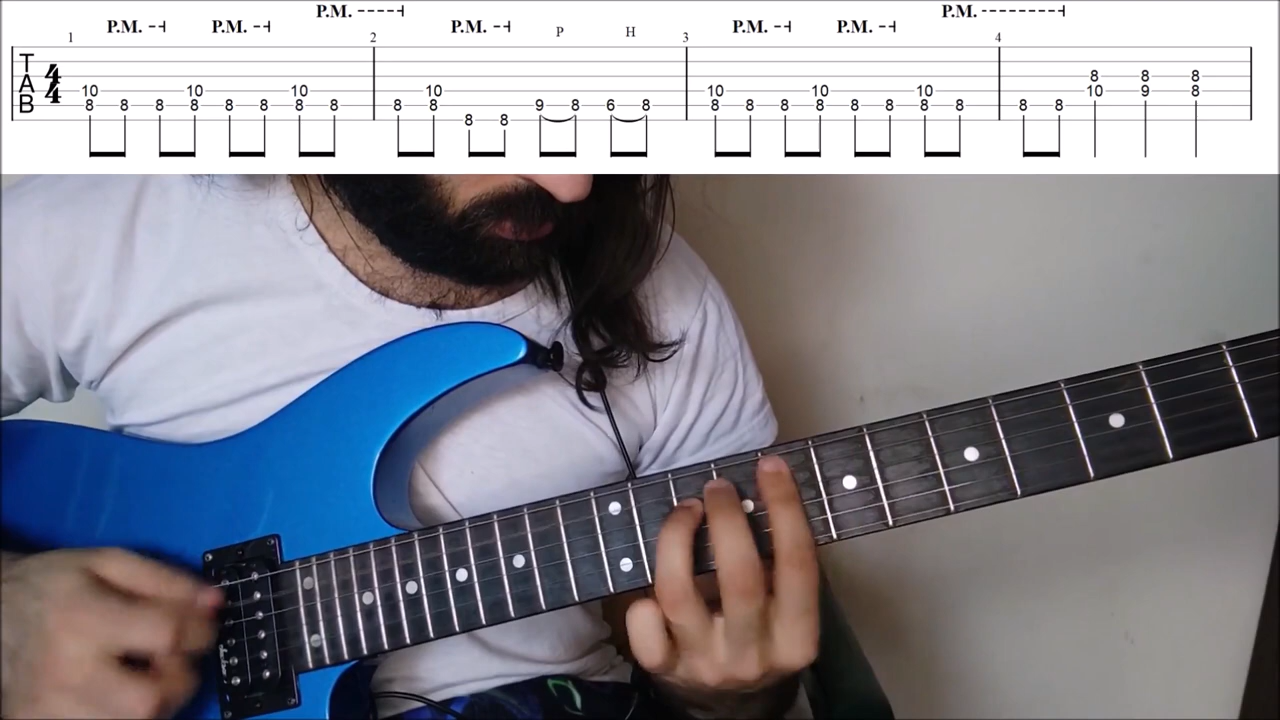 P.M. -----⊣ P.M. --------⊣
P.M. --⊣ P.M. --⊣ P.M. ---⊣ P H P.M. ---⊣ P.M. ---⊣
1 2 3 4
T 4 8 8 8
A 4 10 10 10 10 10 10 10 10 9 8
B 8 8 8 8 8 8 8 8 8 8 9 8 6 8 8 8 8 8 8 8 8 8 8 8
8 8